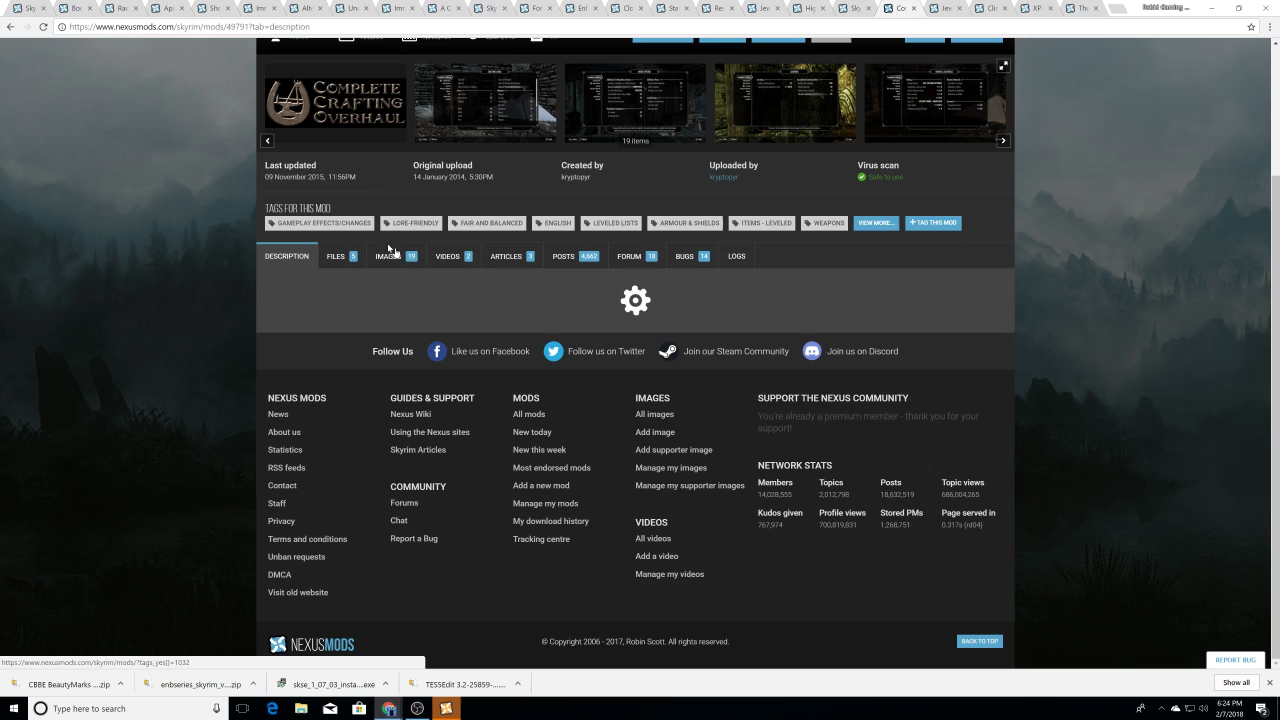 Robid Gaming ...
https://www.nexusmods.com/skyrim/mods/49791?tab=description
COMPLETE
CRAFTING
OVERHAUL
19 items
Last updated Original upload Created by Uploaded by Virus scan
09 November 2015, 11:56PM 14 January 2014, 5:30PM kryptopyr kryptopyr Safe to use
TAGS FOR THIS MOD
GAMEPLAY EFFECTS/CHANGES LORE-FRIENDLY FAIR AND BALANCED ENGLISH LEVELED LISTS ARMOUR & SHIELDS ITEMS - LEVELED WEAPONS VIEW MORE... + TAG THIS MOD
DESCRIPTION FILES 5 IMAGES 19 VIDEOS 2 ARTICLES 3 POSTS 4,662 FORUM 18 BUGS 14 LOGS
Follow Us Like us on Facebook Follow us on Twitter Join our Steam Community Join us on Discord
NEXUS MODS
News
About us
Statistics
RSS feeds
Contact
Staff
Privacy
Terms and conditions
Unban requests
DMCA
Visit old website
GUIDES & SUPPORT
Nexus Wiki
Using the Nexus sites
Skyrim Articles
COMMUNITY
Forums
Chat
Report a Bug
MODS
All mods
New today
New this week
Most endorsed mods
Add a new mod
Manage my mods
My download history
Tracking centre
IMAGES
All images
Add image
Add supporter image
Manage my images
Manage my supporter images
VIDEOS
All videos
Add a video
Manage my videos
SUPPORT THE NEXUS COMMUNITY
You're already a premium member - thank you for your
support!
NETWORK STATS
Members Topics Posts Topic views
14,028,555 2,012,798 18,632,519 686,004,265
Kudos given Profile views Stored PMs Page served in
767,974 700,819,831 1,268,751 0.317s (rd04)
NEXUSMODS
© Copyright 2006 - 2017, Robin Scott. All rights reserved.
BACK TO TOP
REPORT BUG
https://www.nexusmods.com/skyrim/mods/?tags_yes[]=1032
CBBE BeautyMarks ....zip enbseries_skyrim_v....zip skse_1_07_03_insta....exe TES5Edit 3.2-25859-....... Show all
Type here to search
6:24 PM
2/7/2018
2